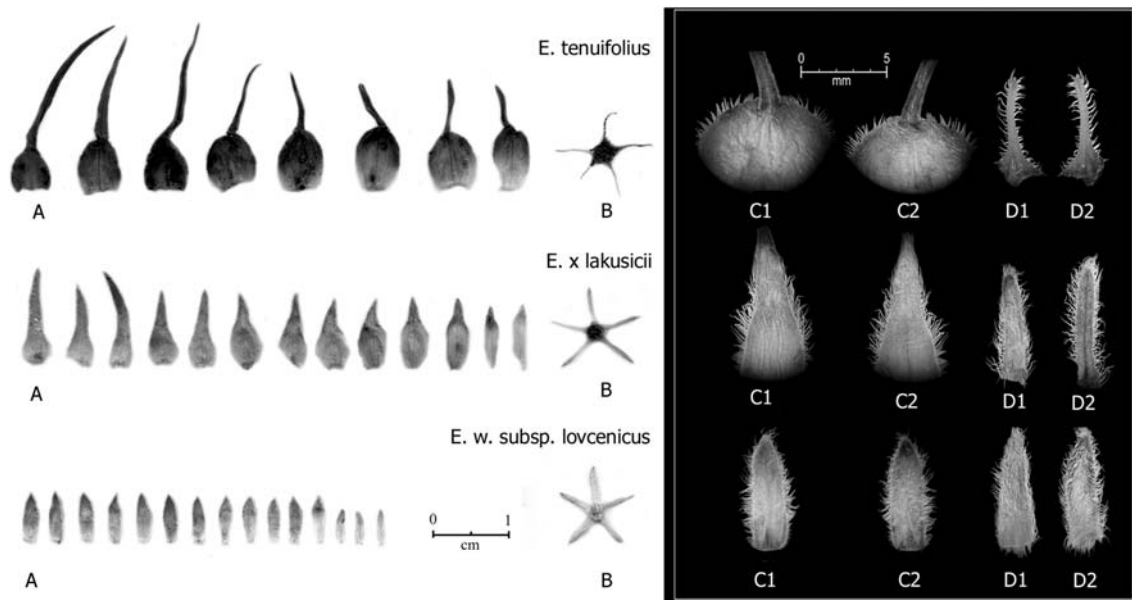 E. tenuifolius
A
B
E. x lakusicii
A
B
E. w. subsp. lovcenicus
0 1
cm
A
B
0 5
mm
C1 C2 D1 D2
C1 C2 D1 D2
C1 C2 D1 D2